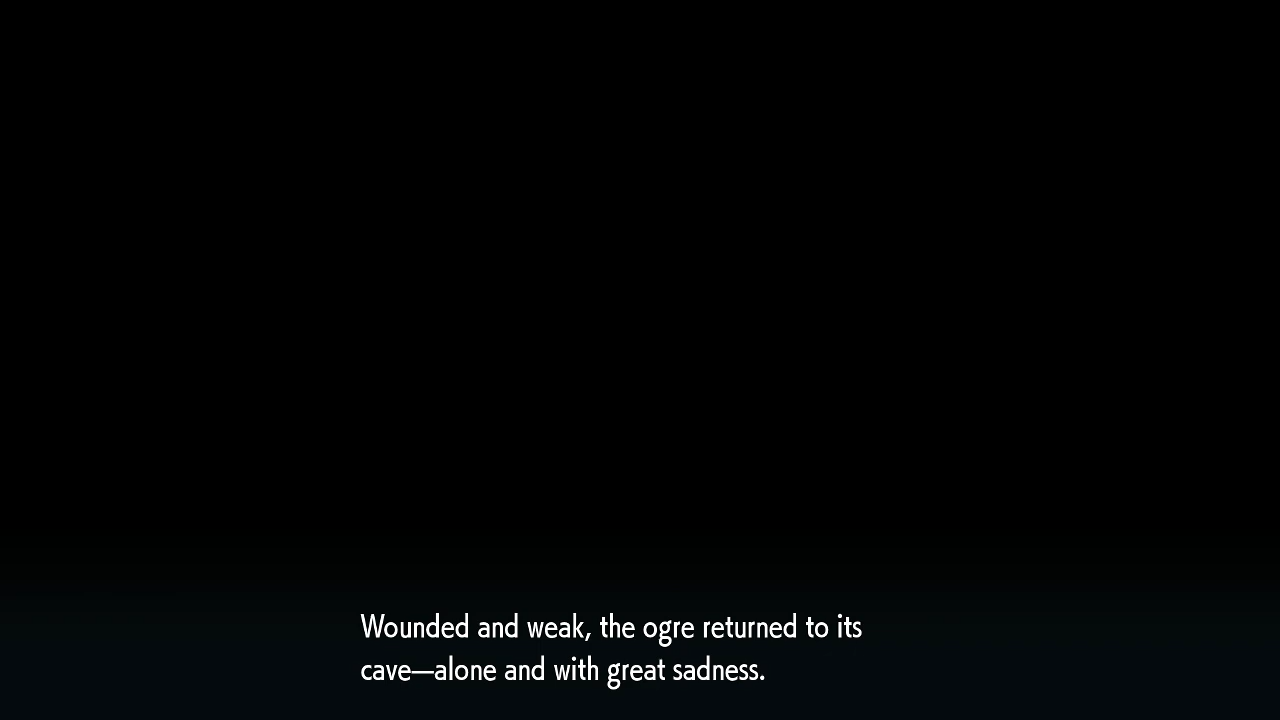 Wounded and weak, the ogre returned to its
cave—alone and with great sadness.